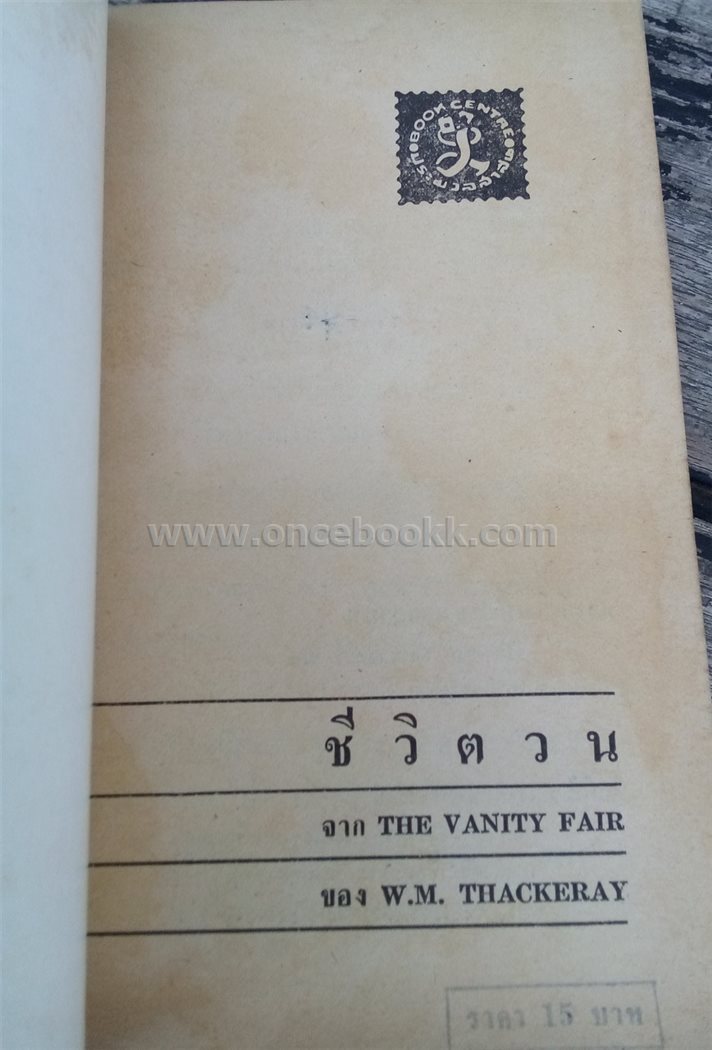 BOOK CENTRE
www.oncebookk.com
ชีวิตวน
จาก THE VANITY FAIR
ของ W.M. THACKERAY
ราคา 15 บาท